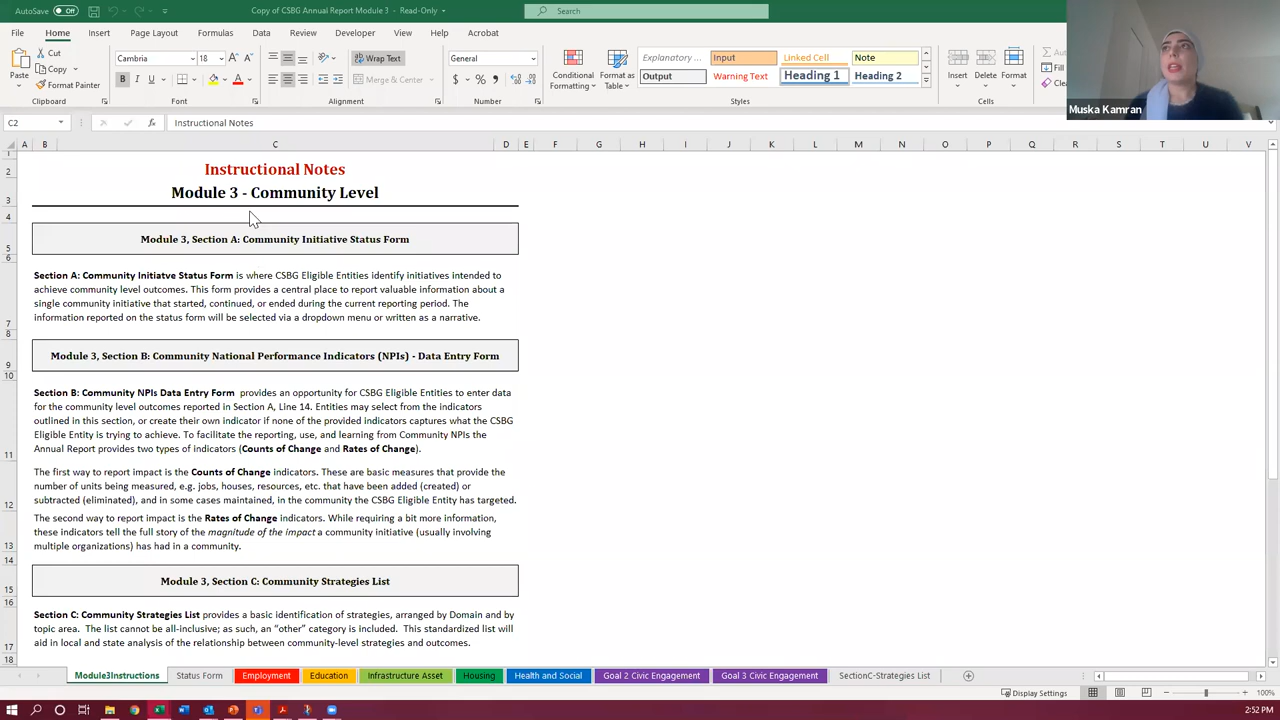 AutoSave Off Copy of CSBG Annual Report Module 3 - Read-Only Search
File Home Insert Page Layout Formulas Data Review Developer View Help Acrobat
Paste Cut Copy Format Painter Clipboard
Cambria 18 B I U Font
Wrap Text Merge & Center Alignment
General $ % Number
Conditional Formatting Format as Table
Explanatory ... Input Linked Cell Note
Output Warning Text Heading 1 Heading 2
Styles
Insert Delete Format Cells
Muska Kamran
C2 fx Instructional Notes
A B C D E F G H I J K L M N O P Q R S T U V
Instructional Notes
Module 3 - Community Level
Module 3, Section A: Community Initiative Status Form
Section A: Community Initiatve Status Form is where CSBG Eligible Entities identify initiatives intended to
achieve community level outcomes. This form provides a central place to report valuable information about a
single community initiative that started, continued, or ended during the current reporting period. The
information reported on the status form will be selected via a dropdown menu or written as a narrative.
Module 3, Section B: Community National Performance Indicators (NPIs) - Data Entry Form
Section B: Community NPIs Data Entry Form provides an opportunity for CSBG Eligible Entities to enter data
for the community level outcomes reported in Section A, Line 14. Entities may select from the indicators
outlined in this section, or create their own indicator if none of the provided indicators captures what the CSBG
Eligible Entity is trying to achieve. To facilitate the reporting, use, and learning from Community NPIs the
Annual Report provides two types of indicators (Counts of Change and Rates of Change).
The first way to report impact is the Counts of Change indicators. These are basic measures that provide the
number of units being measured, e.g. jobs, houses, resources, etc. that have been added (created) or
subtracted (eliminated), and in some cases maintained, in the community the CSBG Eligible Entity has targeted.
The second way to report impact is the Rates of Change indicators. While requiring a bit more information,
these indicators tell the full story of the magnitude of the impact a community initiative (usually involving
multiple organizations) has had in a community.
Module 3, Section C: Community Strategies List
Section C: Community Strategies List provides a basic identification of strategies, arranged by Domain and by
topic area. The list cannot be all-inclusive; as such, an “other” category is included. This standardized list will
aid in local and state analysis of the relationship between community-level strategies and outcomes.
2
3
4
5
6
7
8
9
10
11
12
13
14
15
16
17
18
Module3Instructions Status Form Employment Education Infrastructure Asset Housing Health and Social Goal 2 Civic Engagement Goal 3 Civic Engagement SectionC-Strategies List
Display Settings 100%
2:52 PM